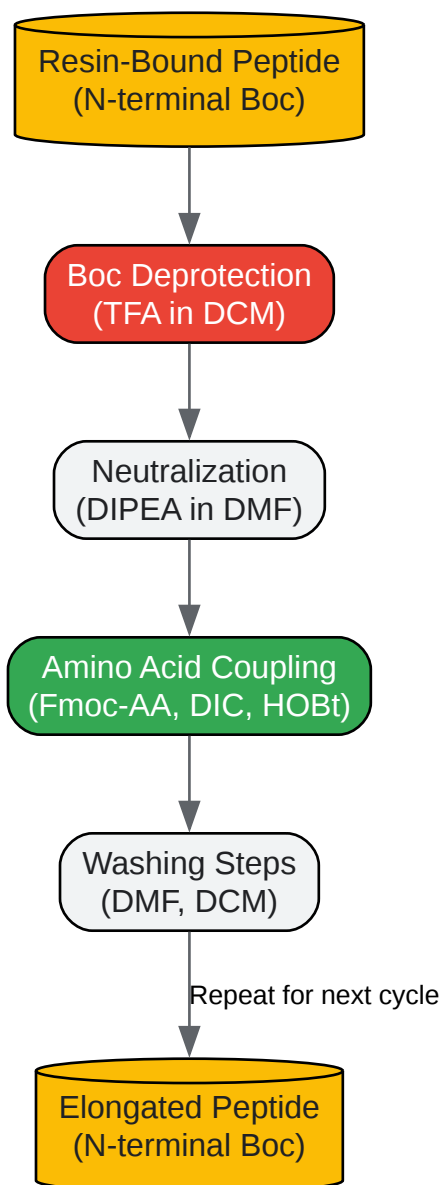 Resin-Bound Peptide
(N-terminal Boc)
Boc Deprotection
(TFA in DCM)
Neutralization
(DIPEA in DMF)
Amino Acid Coupling
(Fmoc-AA, DIC, HOBt)
Washing Steps
(DMF, DCM)
Repeat for next cycle
Elongated Peptide
(N-terminal Boc)